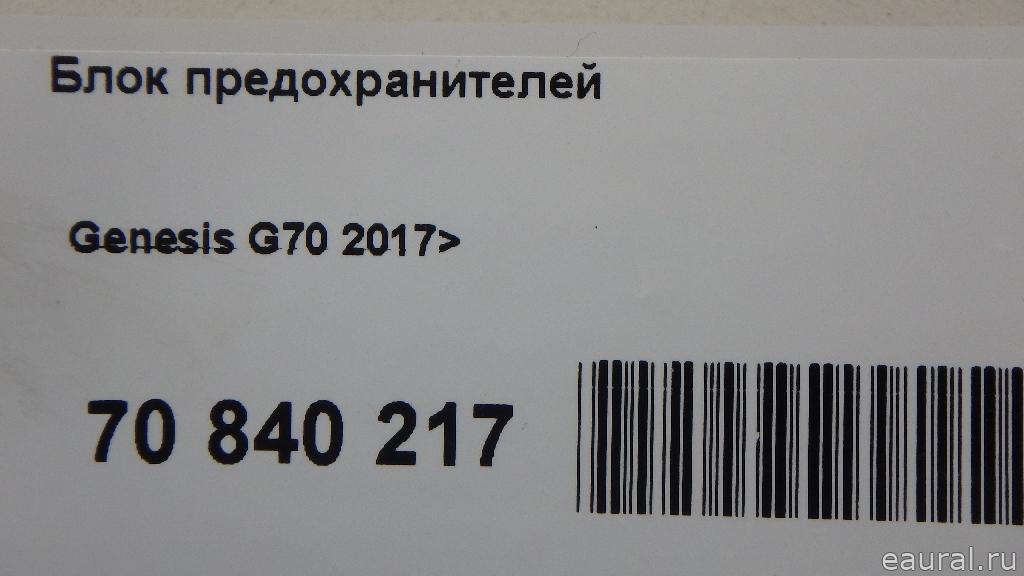 Блок предохранителей
Genesis G70 2017>
70 840 217
eaural.ru